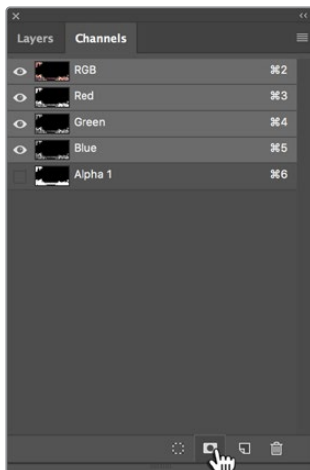 Layers Channels
RGB ⌘2
Red ⌘3
Green ⌘4
Blue ⌘5
Alpha 1 ⌘6